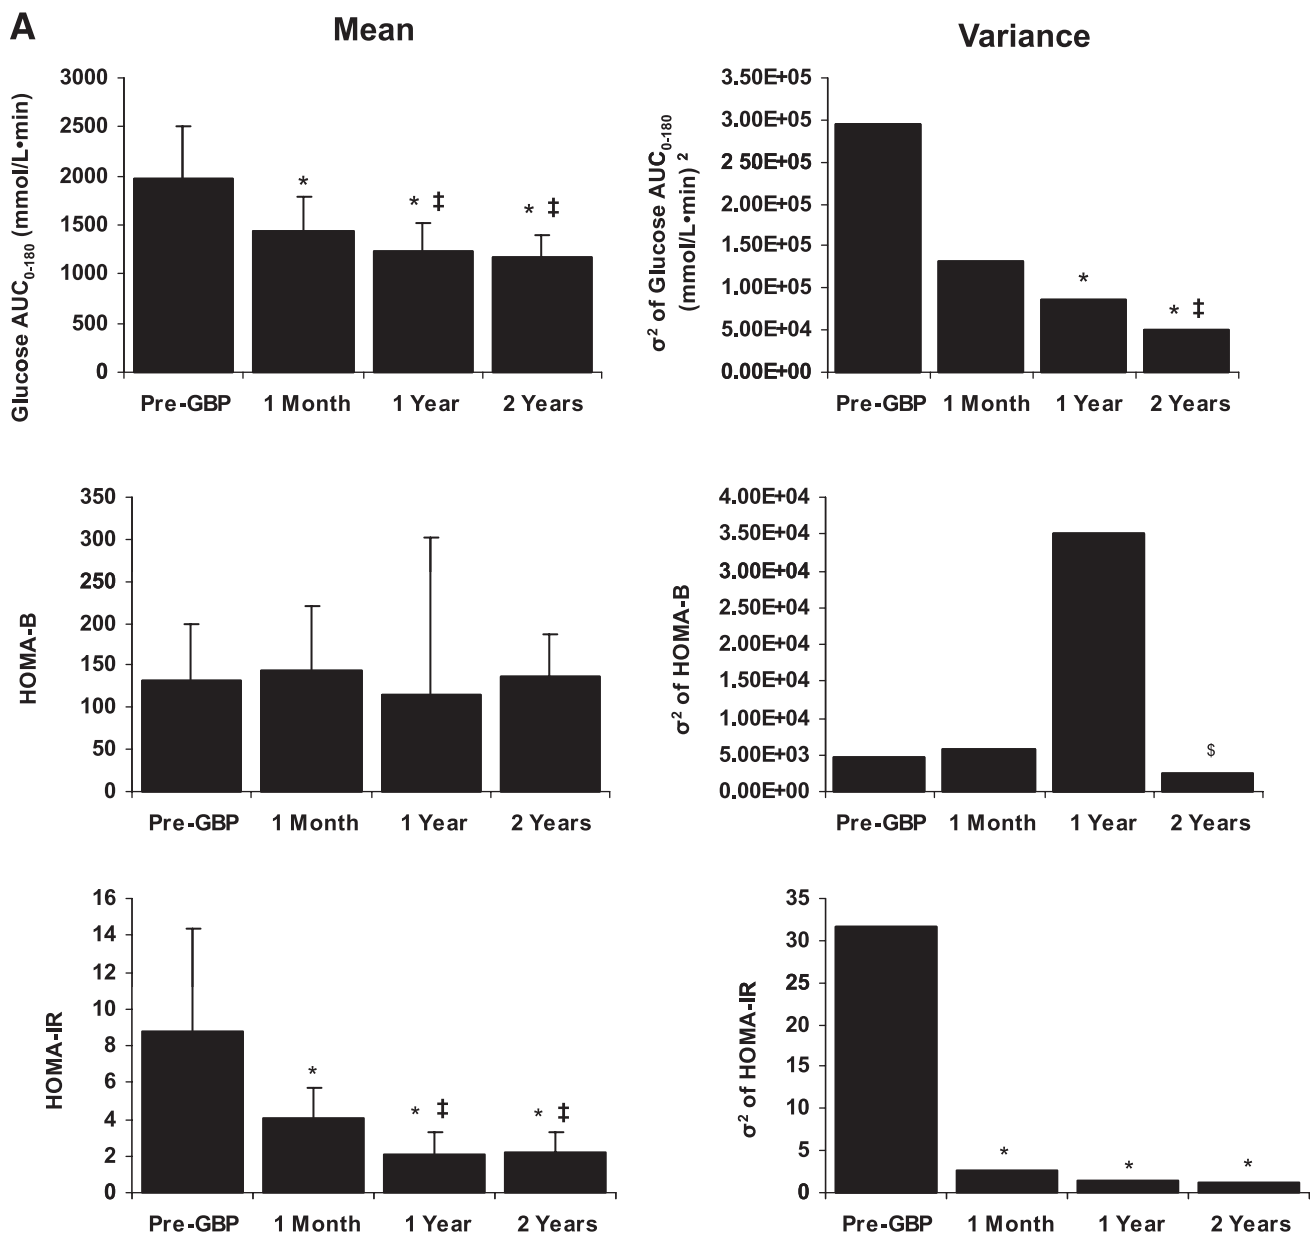 A
Mean
Variance
Glucose AUC0-180 (mmol/L•min)
3000
2500
2000
1500
1000
500
0
* * ‡ * ‡
Pre-GBP 1 Month 1 Year 2 Years
σ2 of Glucose AUC0-180
(mmol/L•min) 2
3.50E+05
3.00E+05
2.50E+05
2.00E+05
1.50E+05
1.00E+05
5.00E+04
0.00E+00
* * ‡
Pre-GBP 1 Month 1 Year 2 Years
HOMA-B
350
300
250
200
150
100
50
0
Pre-GBP 1 Month 1 Year 2 Years
σ2 of HOMA-B
4.00E+04
3.50E+04
3.00E+04
2.50E+04
2.00E+04
1.50E+04
1.00E+04
5.00E+03
0.00E+00
$
Pre-GBP 1 Month 1 Year 2 Years
HOMA-IR
16
14
12
10
8
6
4
2
0
* * ‡ * ‡
Pre-GBP 1 Month 1 Year 2 Years
σ2 of HOMA-IR
35
30
25
20
15
10
5
0
* * *
Pre-GBP 1 Month 1 Year 2 Years